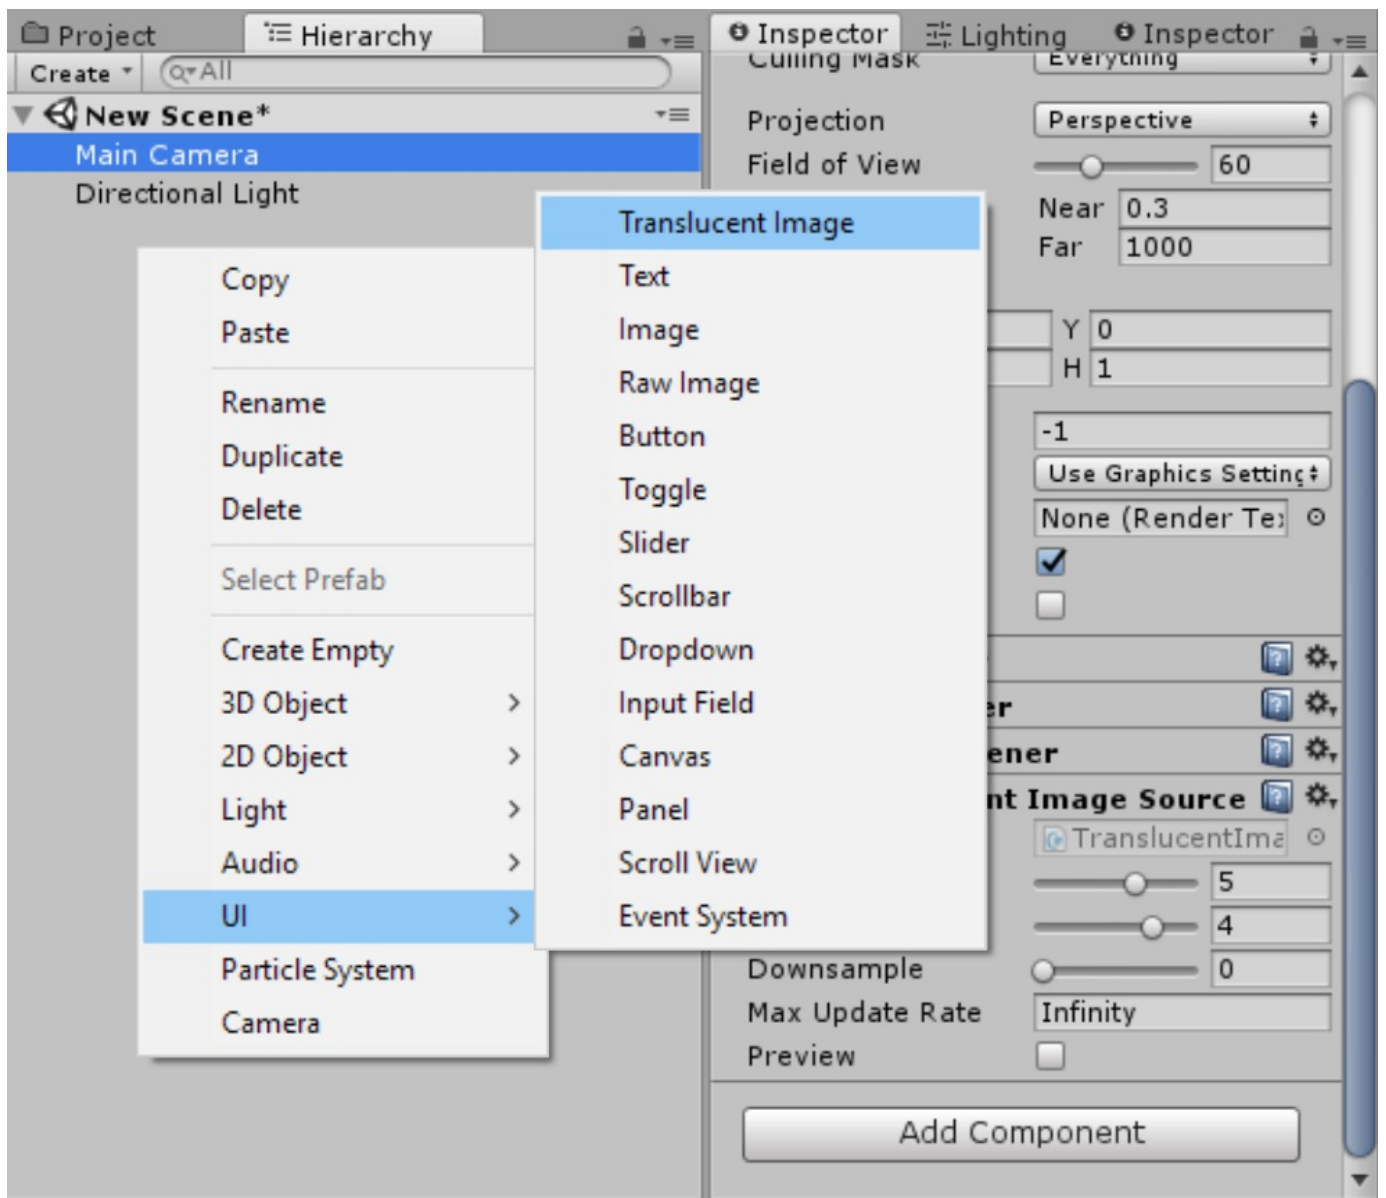 Project
Hierarchy
Create
All
New Scene*
Main Camera
Directional Light
Copy
Paste
Rename
Duplicate
Delete
Select Prefab
Create Empty
3D Object
2D Object
Light
Audio
UI
Particle System
Camera
Translucent Image
Text
Image
Raw Image
Button
Toggle
Slider
Scrollbar
Dropdown
Input Field
Canvas
Panel
Scroll View
Event System
Inspector
Lighting
Inspector
Culling Mask Everything
Projection Perspective
Field of View 60
Near 0.3
Far 1000
Y 0
H 1
-1
Use Graphics Setting
None (Render Te
er
ener
nt Image Source
TranslucentIma
5
4
Downsample 0
Max Update Rate Infinity
Preview
Add Component